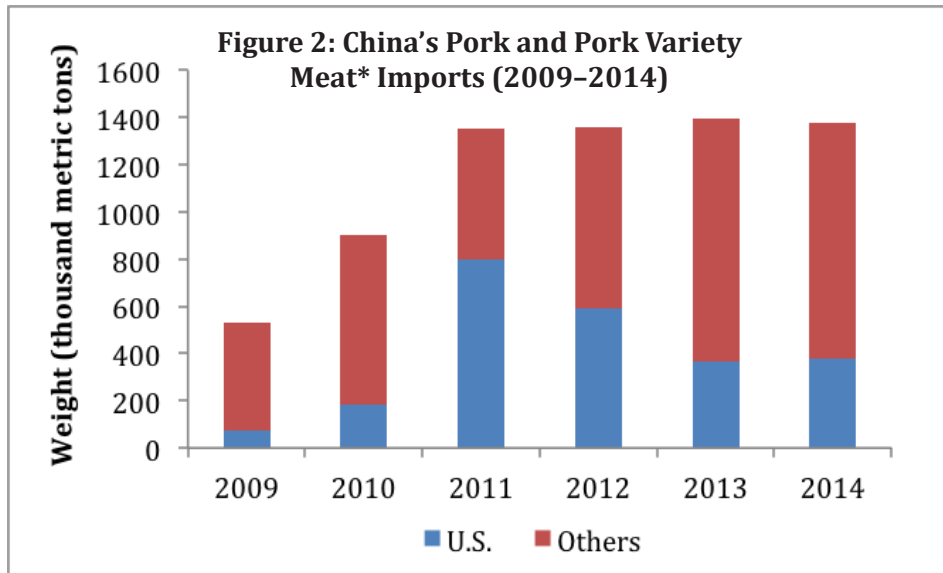 Figure 2: China's Pork and Pork Variety
Meat* Imports (2009–2014)
Weight (thousand metric tons)
1600
1400
1200
1000
800
600
400
200
0
2009 2010 2011 2012 2013 2014
U.S. Others